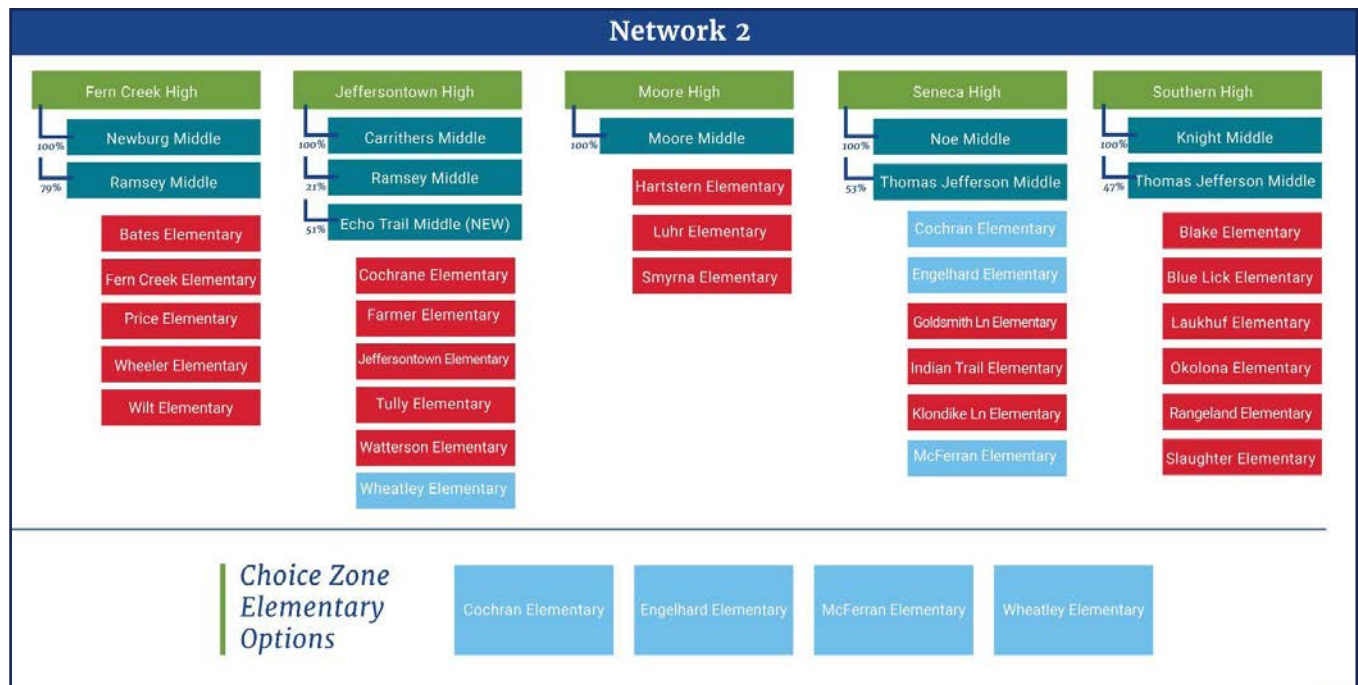 Network 2
Fern Creek High
100%
Newburg Middle
79%
Ramsey Middle
Bates Elementary
Fern Creek Elementary
Price Elementary
Wheeler Elementary
Wilt Elementary
Jeffersontown High
100%
Carrithers Middle
21%
Ramsey Middle
51%
Echo Trail Middle (NEW)
Cochrane Elementary
Farmer Elementary
Jeffersontown Elementary
Tully Elementary
Watterson Elementary
Wheatley Elementary
Moore High
100%
Moore Middle
Hartstern Elementary
Luhr Elementary
Smyrna Elementary
Seneca High
100%
Noe Middle
53%
Thomas Jefferson Middle
Cochran Elementary
Engelhard Elementary
Goldsmith Ln Elementary
Indian Trail Elementary
Klondike Ln Elementary
McFerran Elementary
Southern High
100%
Knight Middle
47%
Thomas Jefferson Middle
Blake Elementary
Blue Lick Elementary
Laukhuf Elementary
Okolona Elementary
Rangeland Elementary
Slaughter Elementary
Choice Zone
Elementary
Options
Cochran Elementary
Engelhard Elementary
McFerran Elementary
Wheatley Elementary